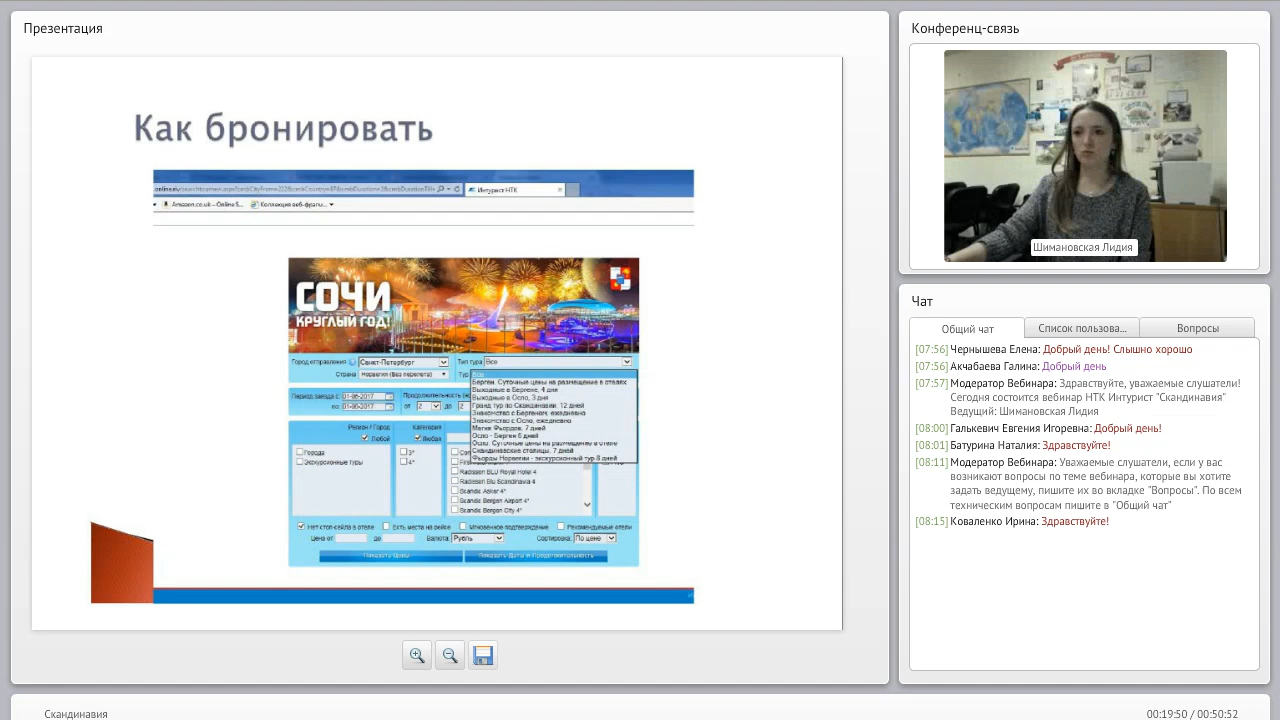 Презентация
Как бронировать
Интурист НТК
Amazon.co.uk – Online S...
Коллекция веб-фраги...
СОЧИ
КРУГЛЫЙ ГОД!
Город отправления
Санкт-Петербург
Тип тура
Все
Страна
Норвегия (Без перелета)
Тур
Все
Берген. Суточные цены на размещение в отелях
Выходные в Бергене, 4 дня
Выходные в Осло, 3 дня
Гранд тур по Скандинавии. 12 дней
Знакомство с Бергеном, ежедневно
Знакомство с Осло, ежедневно
Магия Фьордов. 7 дней
Осло - Берген 6 дней
Осло. Суточные цены на размещение в отеле
Скандинавские столицы, 7 дней
Фьорды Норвегии - экскурсионный тур 8 дней
Период заезда с
01-06-2017
по:
01-06-2017
от
2
до
2
Регион / Город
Категория
Любой
Любая
Города
Экскурсионные туры
3*
4*
Radisson BLU Royal Hotel 4
Radisson Blu Scandinavia 4
Scandic Asker 4*
Scandic Bergen Airport 4*
Scandic Bergen City 4*
Нет стоп-сейла в отеле
Есть места на рейсе
Мгновенное подтверждение
Рекомендуемые отели
Цена от
до
Валюта
Рубль
Сортировка:
По цене
Показать Цены
Показать Дата и Продолжительность
Конференц-связь
Шимановская Лидия
Чат
Общий чат
Список пользова...
Вопросы
[07:56] Чернышева Елена: Добрый день! Слышно хорошо
[07:56] Акчабаева Галина: Добрый день
[07:57] Модератор Вебинара: Здравствуйте, уважаемые слушатели!
Сегодня состоится вебинар НТК Интурист "Скандинавия"
Ведущий: Шимановская Лидия
[08:00] Галькевич Евгения Игоревна: Добрый день!
[08:01] Батурина Наталия: Здравствуйте!
[08:11] Модератор Вебинара: Уважаемые слушатели, если у вас
возникают вопросы по теме вебинара, которые вы хотите
задать ведущему, пишите их во вкладке "Вопросы". По всем
техническим вопросам пишите в "Общий чат"
[08:15] Коваленко Ирина: Здравствуйте!
Скандинавия
00:19:50 / 00:50:52